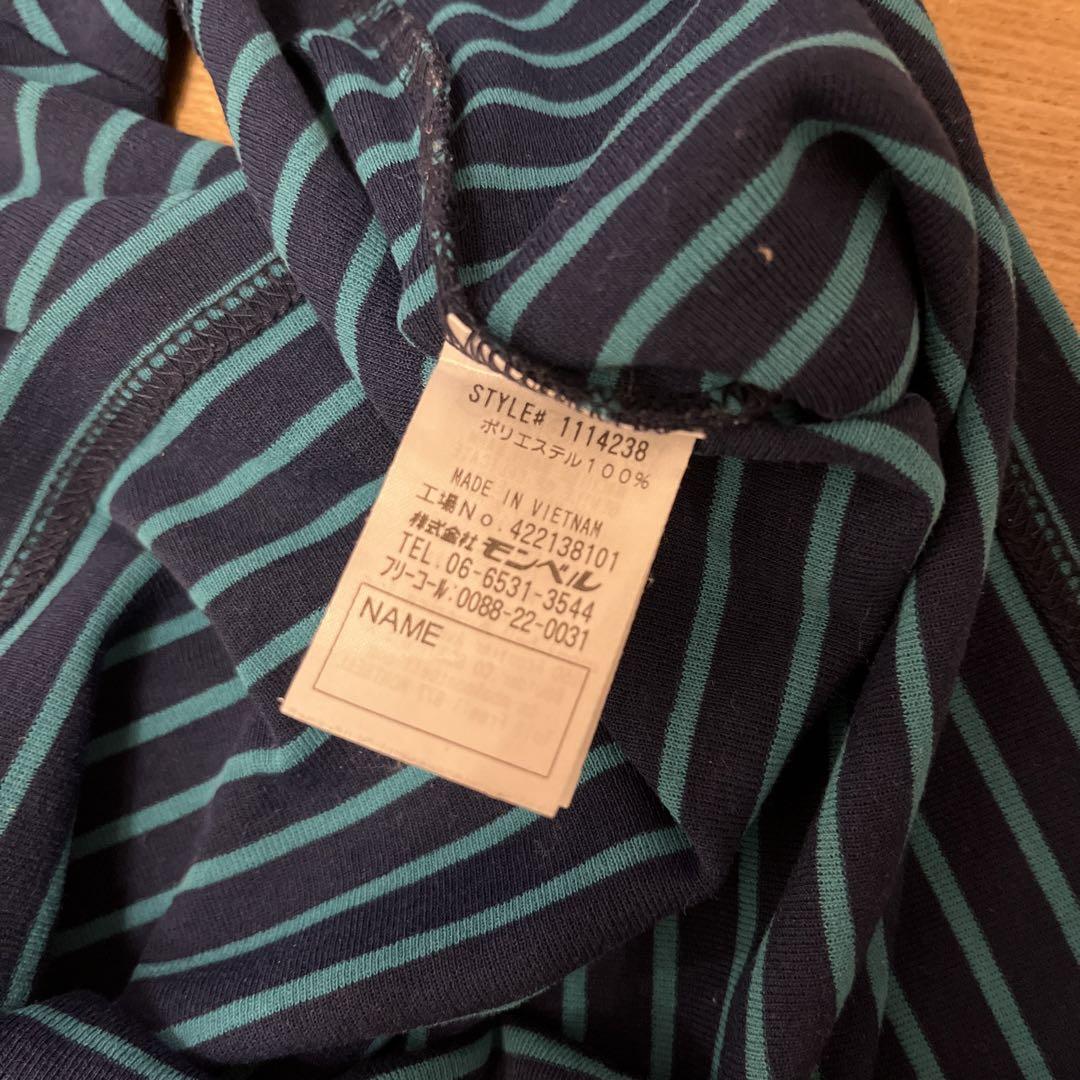 STYLE# 1114238
ポリエステル100%
MADE IN VIETNAM
工場No.422138101
株式会社モンベル
TEL.06-6531-3544
フリーコール:0088-22-0031
NAME